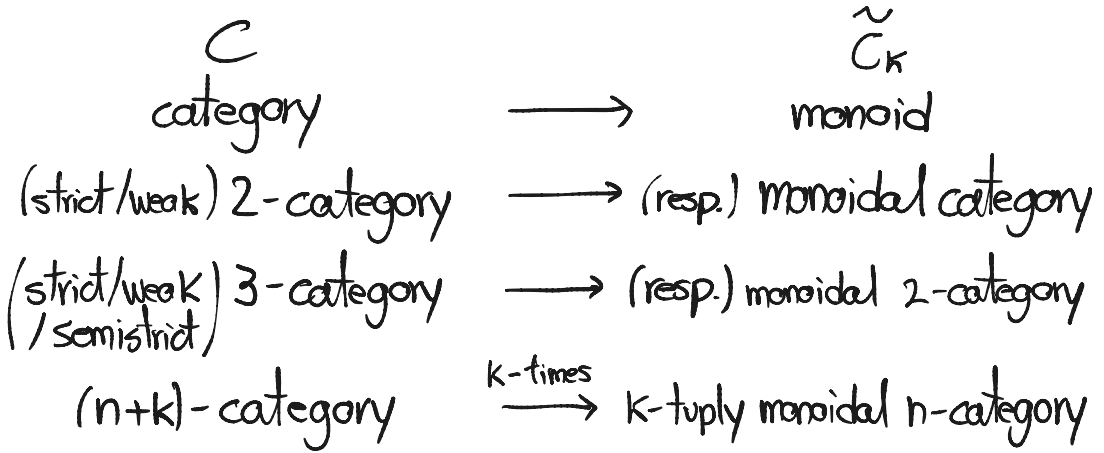 C C̃ₖ
category → monoid
(strict/weak) 2-category → (resp.) monoidal category
(strict/weak 3-category → (resp.) monoidal 2-category
/semistrict)
k-times
(n+k)-category → k-tuply monoidal n-category